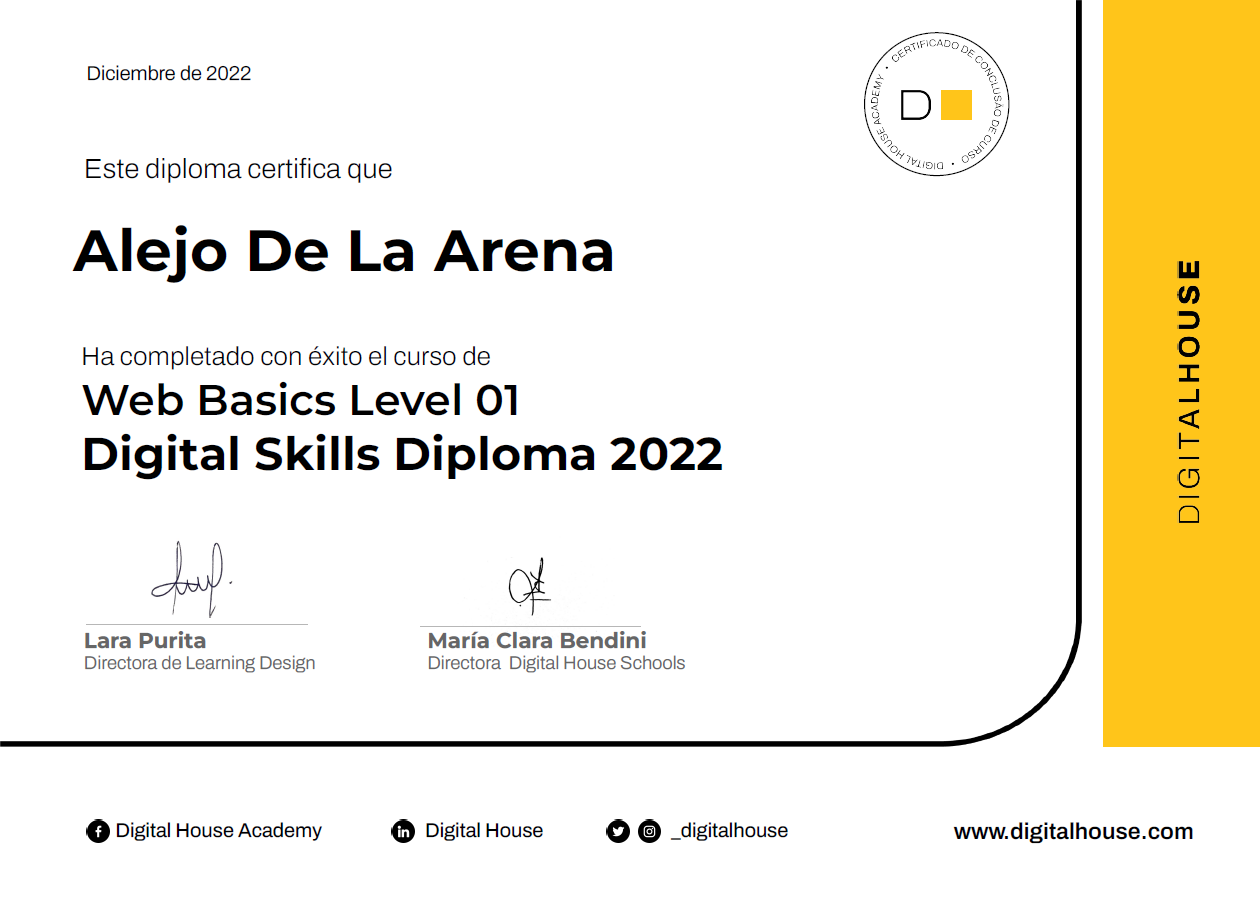 Diciembre de 2022
CERTIFICADO DE CONCLUSÃO DE CURSO • DIGITAL HOUSE ACADEMY •
D
Este diploma certifica que
Alejo De La Arena
Ha completado con éxito el curso de
Web Basics Level 01
Digital Skills Diploma 2022
DIGITALHOUSE
Lara Purita
Directora de Learning Design
María Clara Bendini
Directora Digital House Schools
Digital House Academy
Digital House
_digitalhouse
www.digitalhouse.com